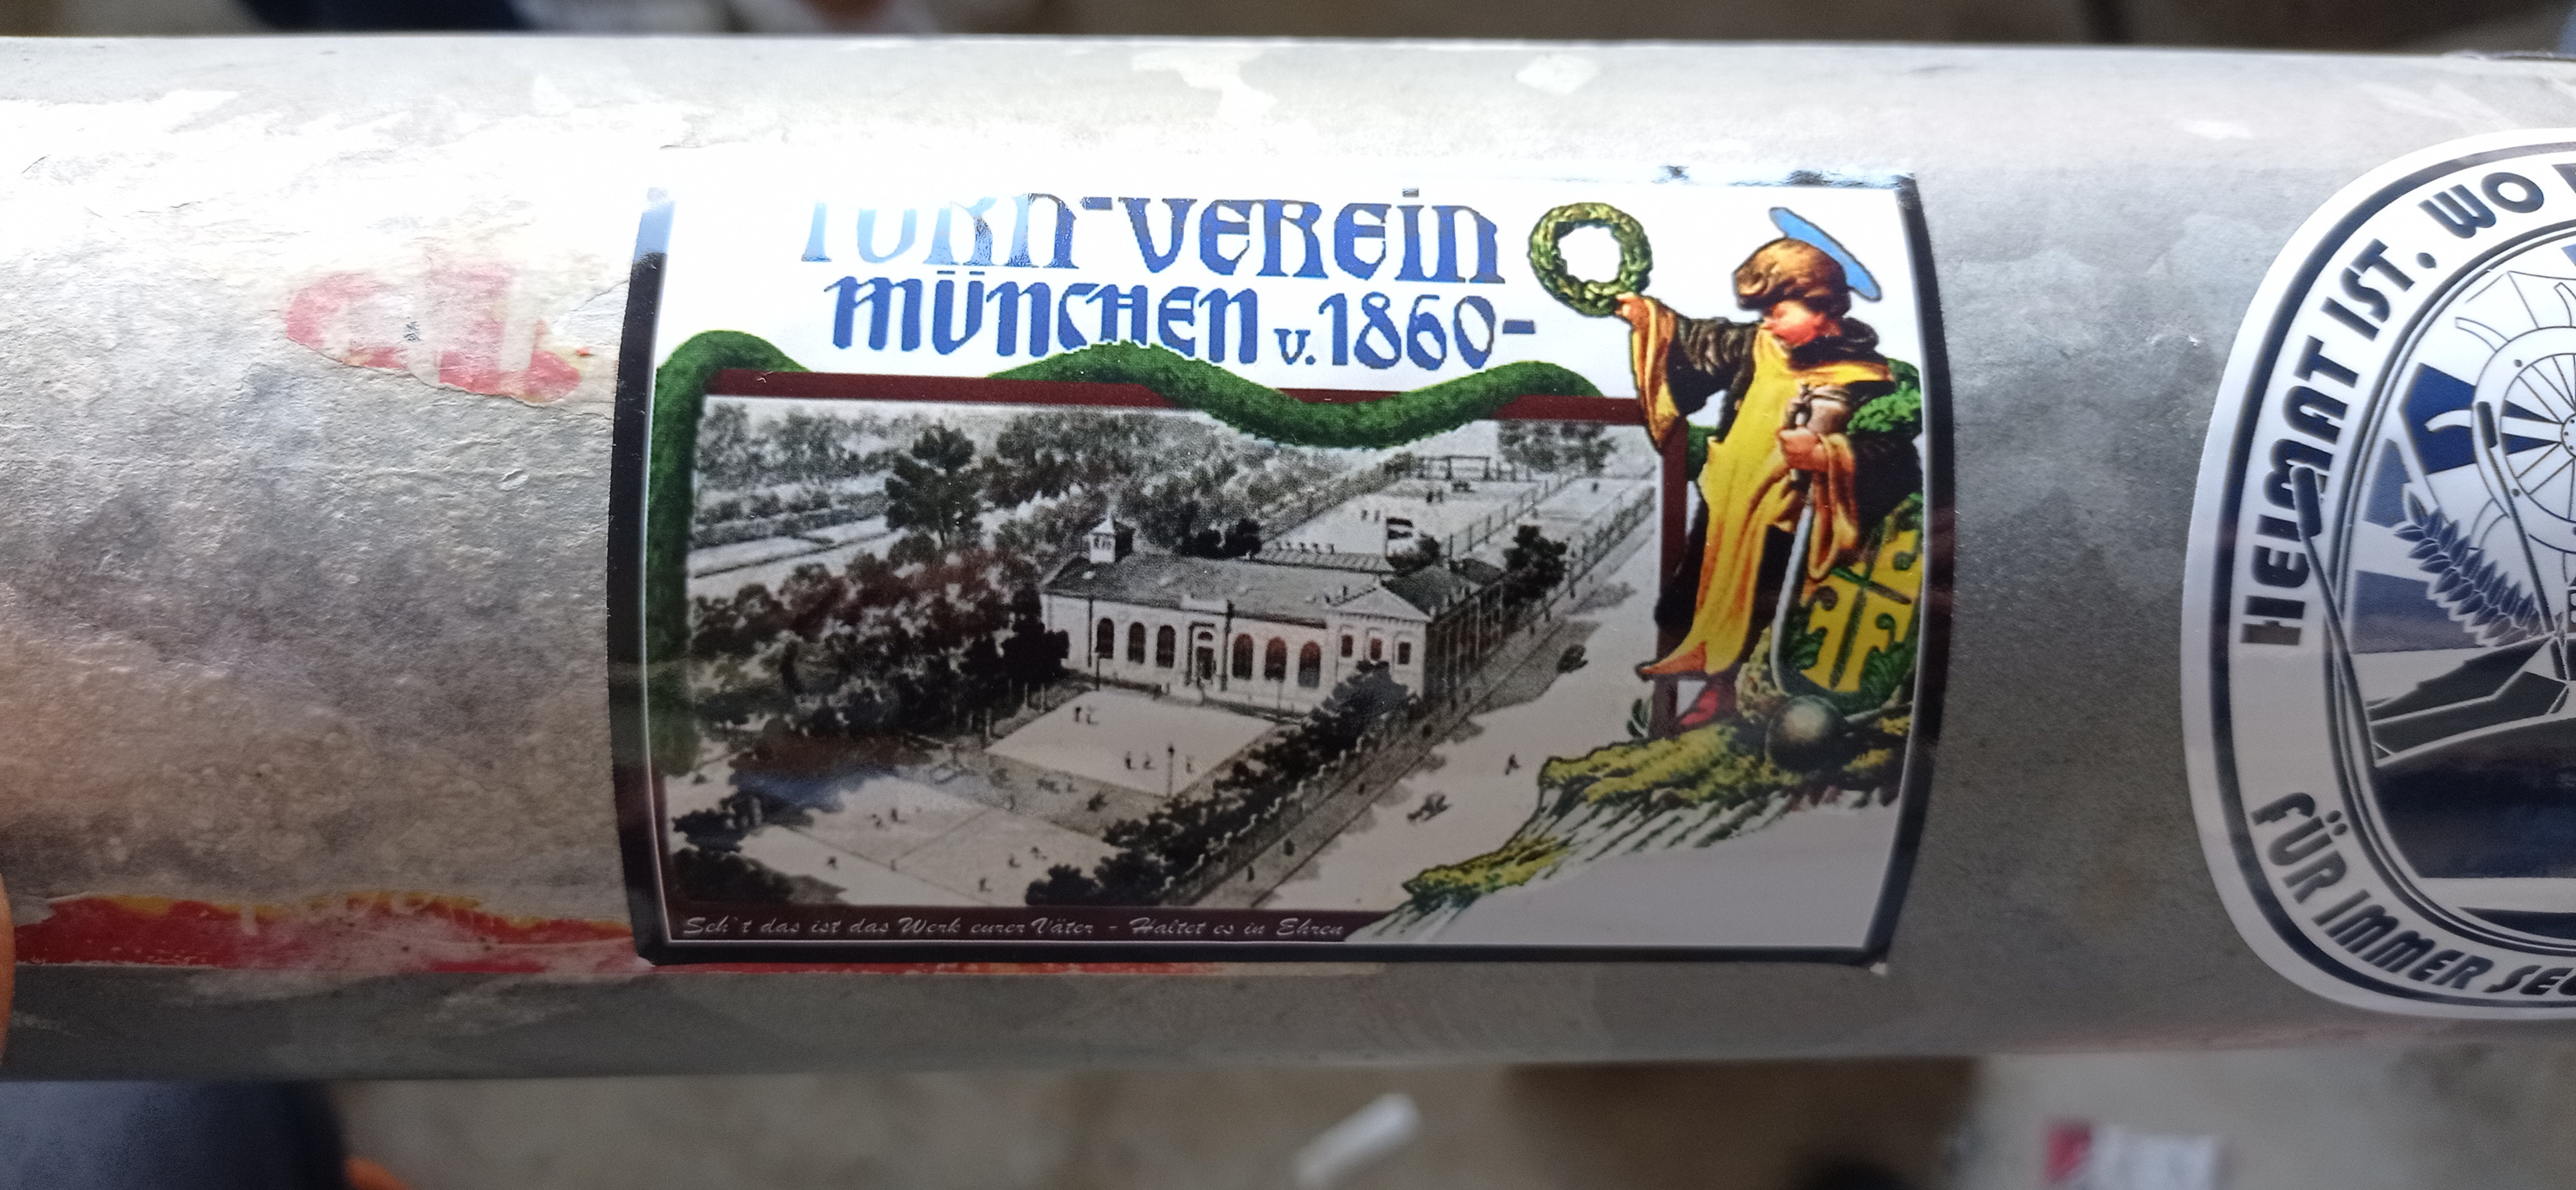 TURN-VEREIN
MÜNCHEN v. 1860-
Seh't das ist das Werk eurer Väter - Haltet es in Ehren
HEIMAT IST, WO
FÜR IMMER